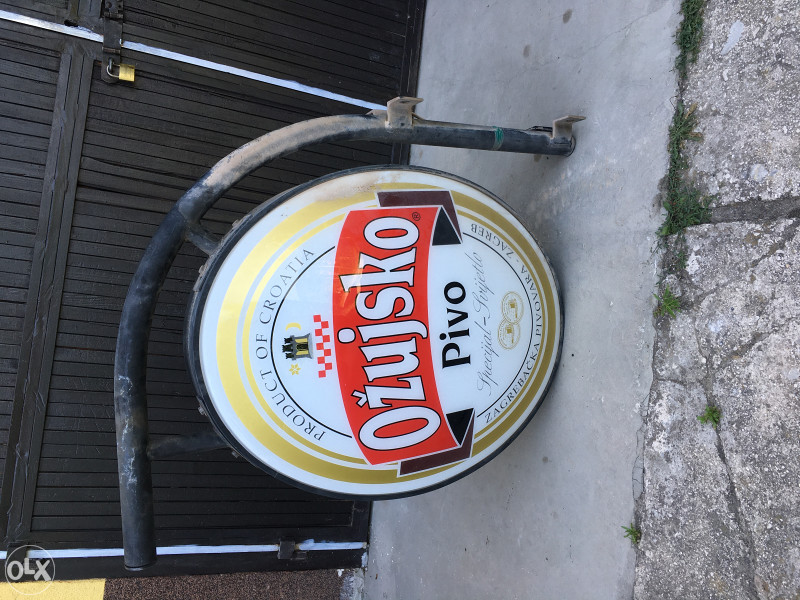 PRODUCT OF CROATIA
Ožujsko®
Pivo
Specijal - Svijetlo
ZAGREBAČKA PIVOVARA - ZAGREB
OLX